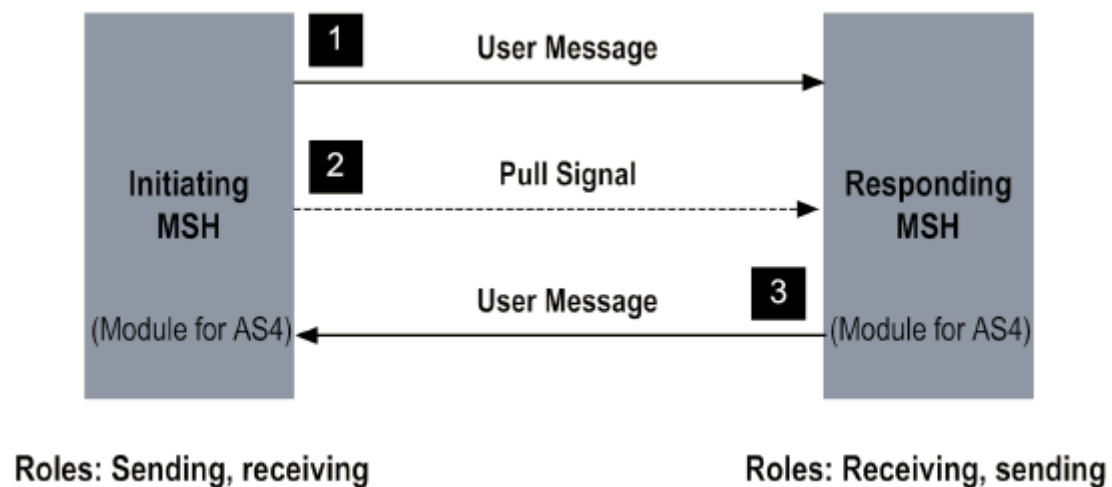 1
User Message
2
Pull Signal
Initiating
MSH
Responding
MSH
User Message
3
(Module for AS4)
(Module for AS4)
Roles: Sending, receiving
Roles: Receiving, sending